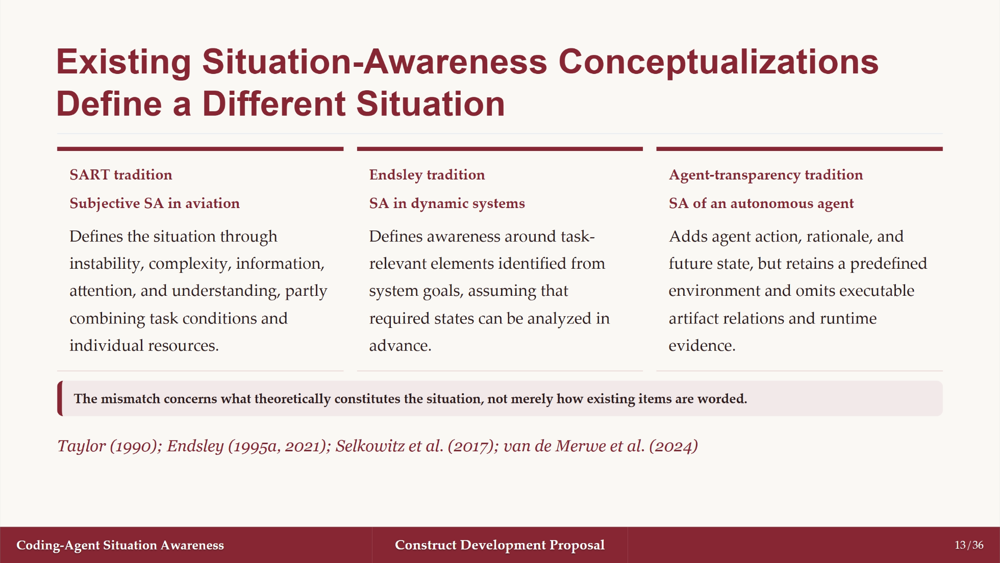 Existing Situation-Awareness Conceptualizations
Define a Different Situation
SART tradition
Subjective SA in aviation
Defines the situation through
instability, complexity, information,
attention, and understanding, partly
combining task conditions and
individual resources.
Endsley tradition
SA in dynamic systems
Defines awareness around task-
relevant elements identified from
system goals, assuming that
required states can be analyzed in
advance.
Agent-transparency tradition
SA of an autonomous agent
Adds agent action, rationale, and
future state, but retains a predefined
environment and omits executable
artifact relations and runtime
evidence.
The mismatch concerns what theoretically constitutes the situation, not merely how existing items are worded.
Taylor (1990); Endsley (1995a, 2021); Selkowitz et al. (2017); van de Merwe et al. (2024)
Coding-Agent Situation Awareness
Construct Development Proposal
13/36